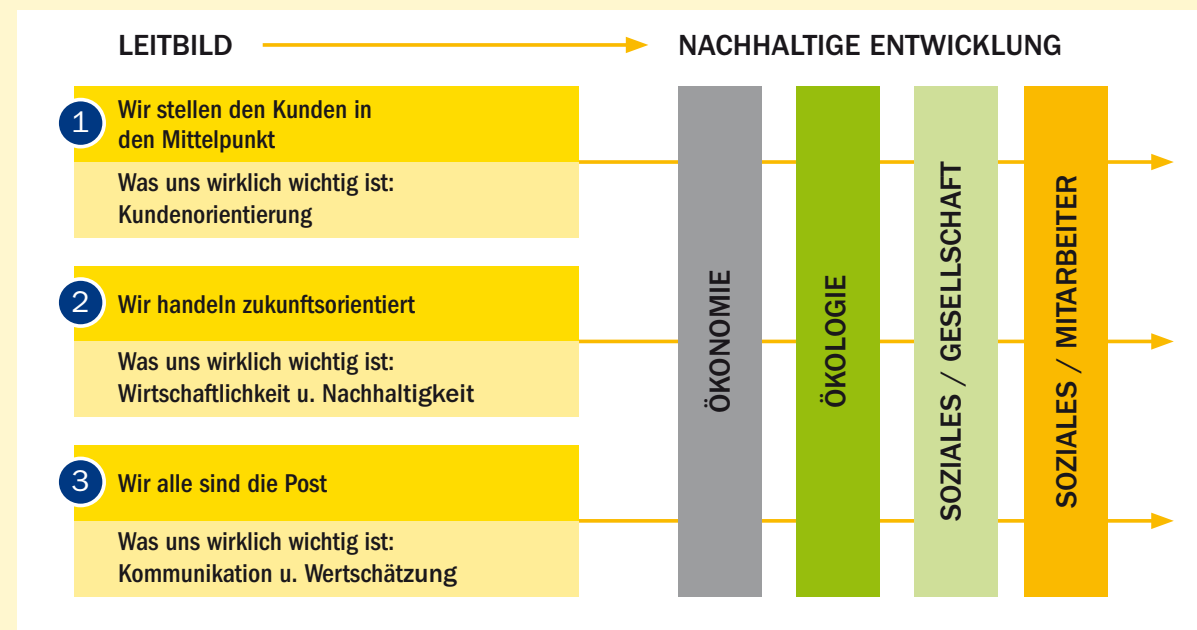 LEITBILD
NACHHALTIGE ENTWICKLUNG
1
Wir stellen den Kunden in
den Mittelpunkt
Was uns wirklich wichtig ist:
Kundenorientierung
2
Wir handeln zukunftsorientiert
Was uns wirklich wichtig ist:
Wirtschaftlichkeit u. Nachhaltigkeit
3
Wir alle sind die Post
Was uns wirklich wichtig ist:
Kommunikation u. Wertschätzung
ÖKONOMIE
ÖKOLOGIE
SOZIALES / GESELLSCHAFT
SOZIALES / MITARBEITER